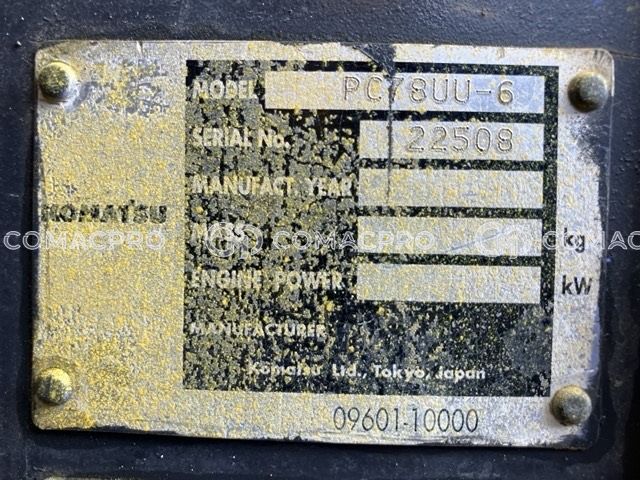 MODEL PC78UU-6
SERIAL No. 22508
MANUFACT YEAR
KOMATSU
COMACPRO COMACPRO COMAC
kg
ENGINE POWER kW
MANUFACTURER
Komatsu Ltd., Tokyo, Japan
09601-10000